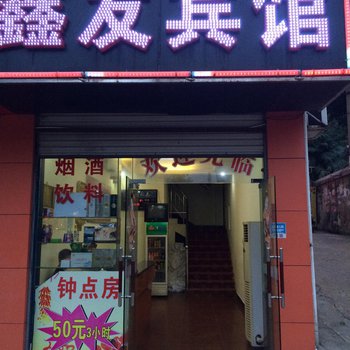 鑫友宾馆
烟酒
饮料
欢迎光临
钟点房
50元3小时